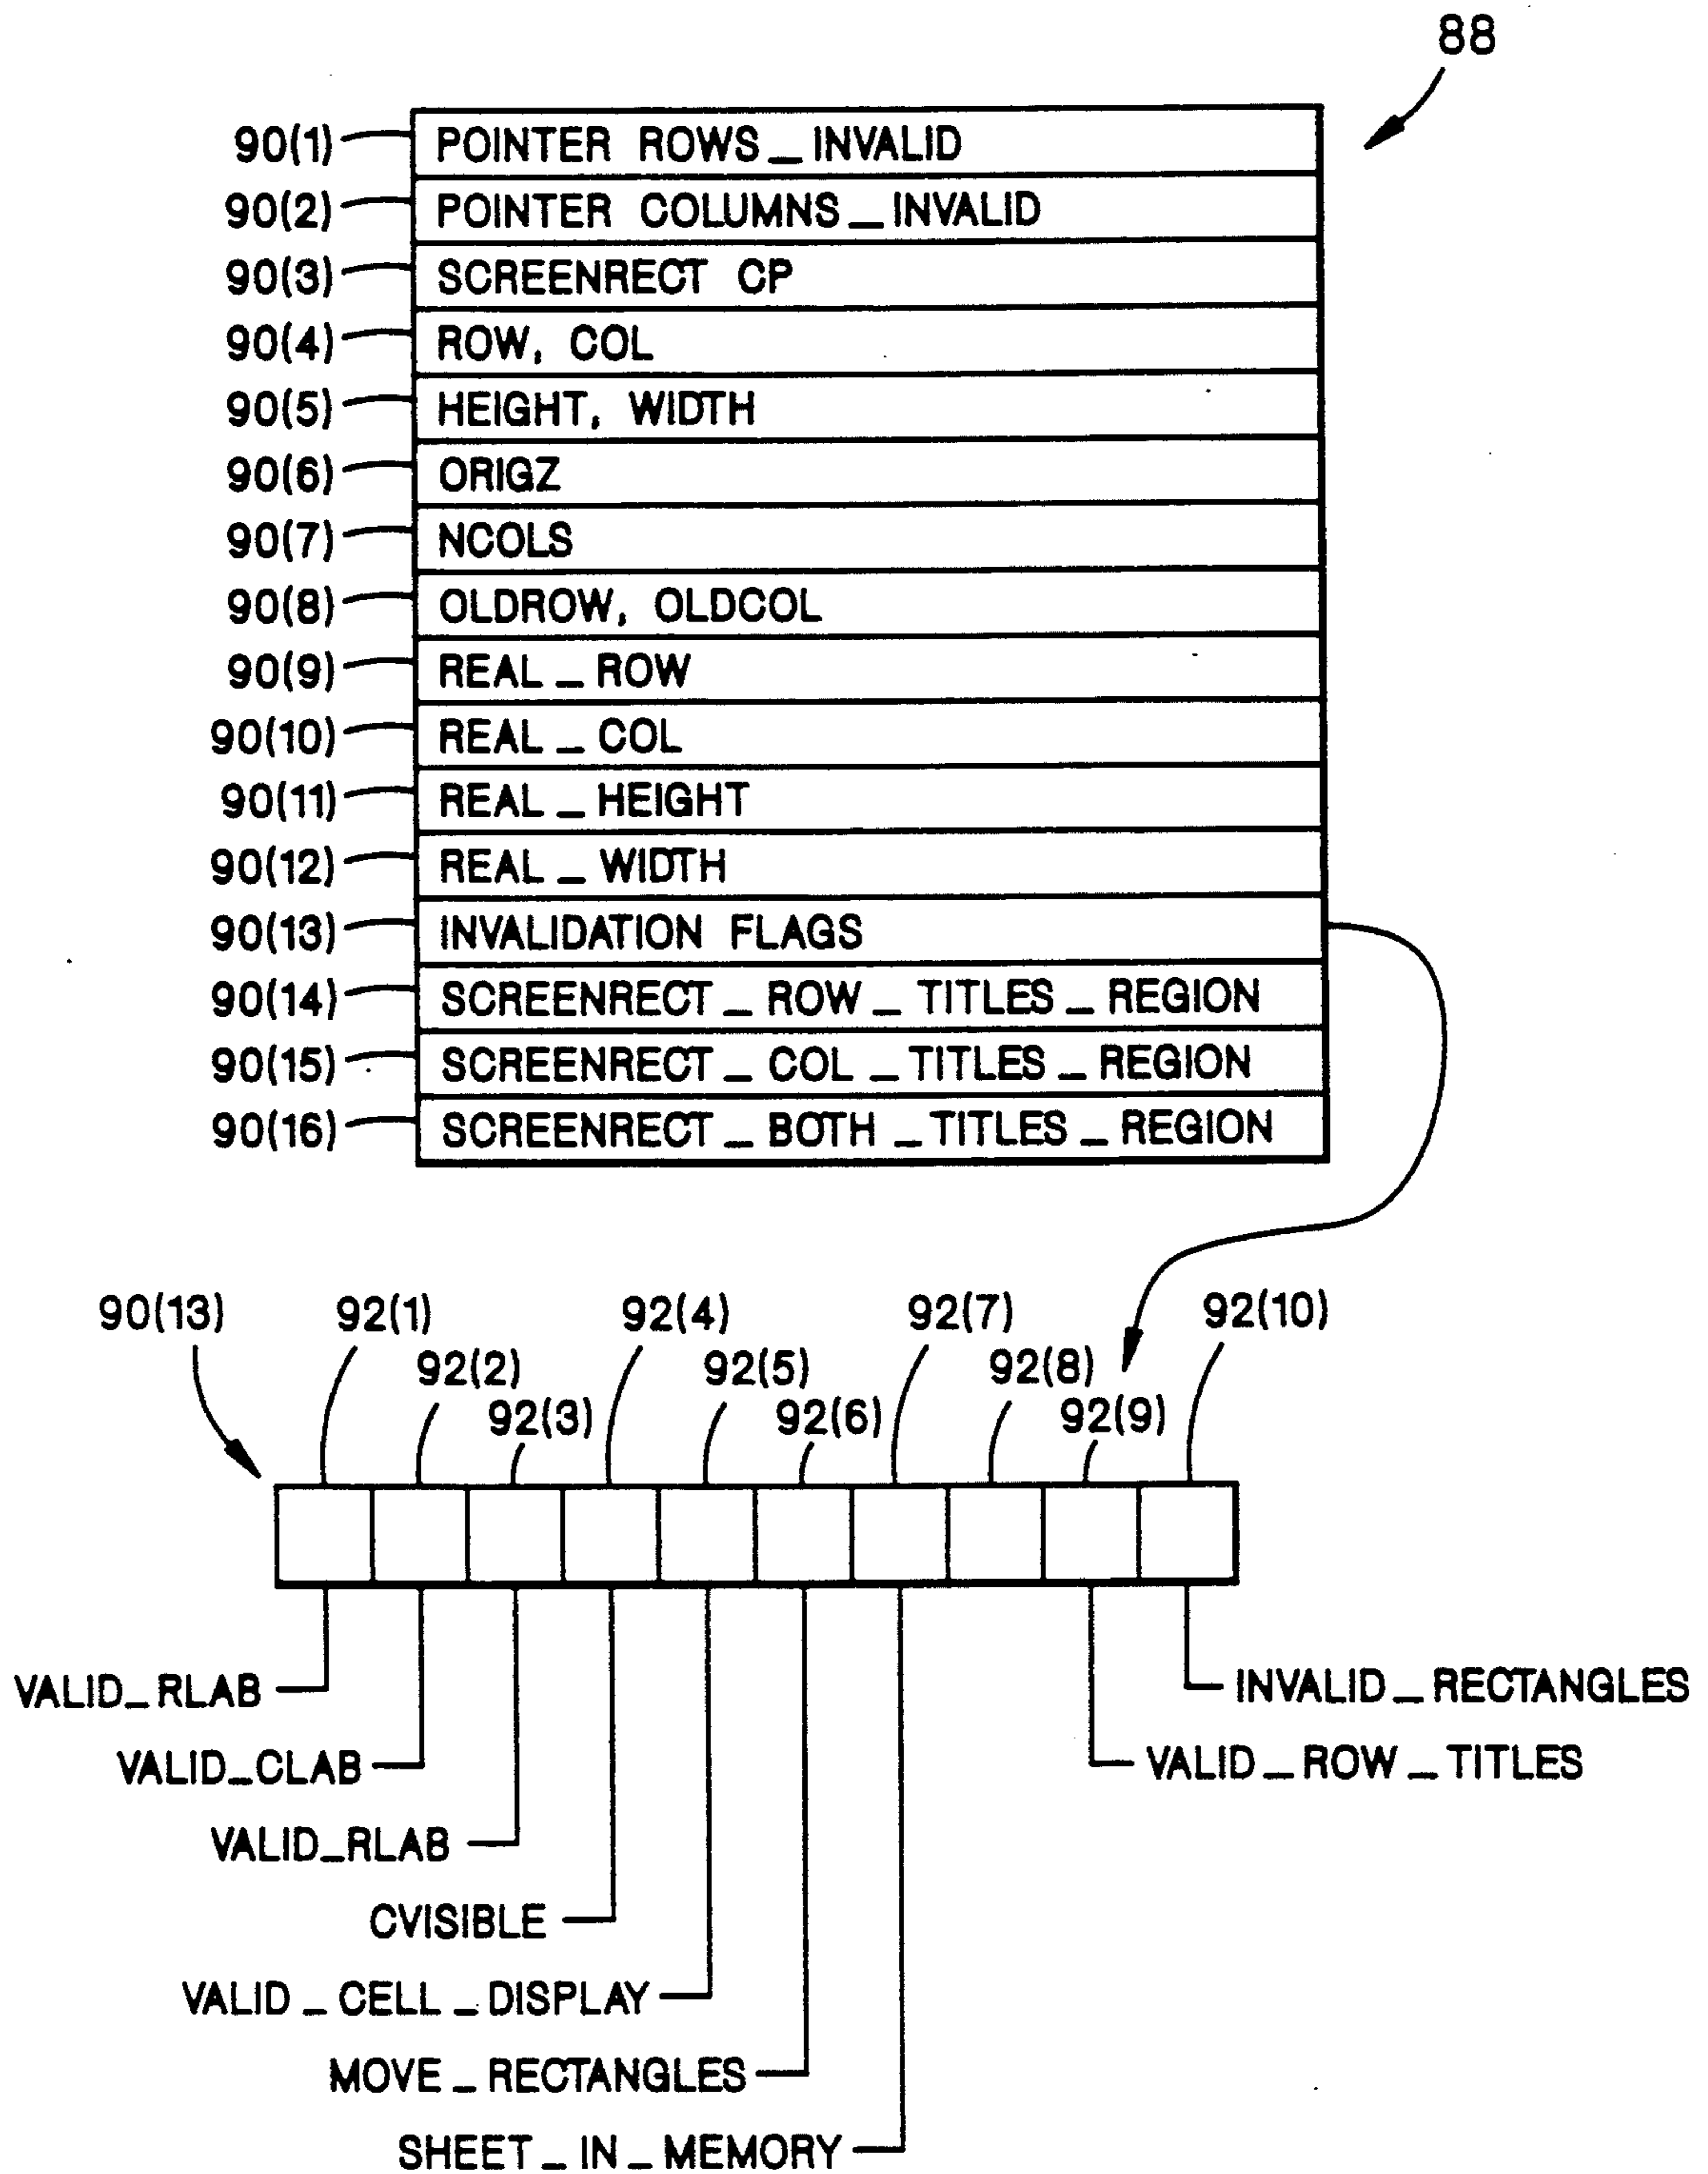 88
90(1) POINTER ROWS_INVALID
90(2) POINTER COLUMNS_INVALID
90(3) SCREENRECT CP
90(4) ROW, COL
90(5) HEIGHT, WIDTH
90(6) ORIGZ
90(7) NCOLS
90(8) OLDROW, OLDCOL
90(9) REAL_ROW
90(10) REAL_COL
90(11) REAL_HEIGHT
90(12) REAL_WIDTH
90(13) INVALIDATION FLAGS
90(14) SCREENRECT_ROW_TITLES_REGION
90(15) SCREENRECT_COL_TITLES_REGION
90(16) SCREENRECT_BOTH_TITLES_REGION
90(13) 92(1) 92(4) 92(7) 92(10)
92(2) 92(5) 92(8)
92(3) 92(6) 92(9)
VALID_RLAB INVALID_RECTANGLES
VALID_CLAB VALID_ROW_TITLES
VALID_RLAB
CVISIBLE
VALID_CELL_DISPLAY
MOVE_RECTANGLES
SHEET_IN_MEMORY